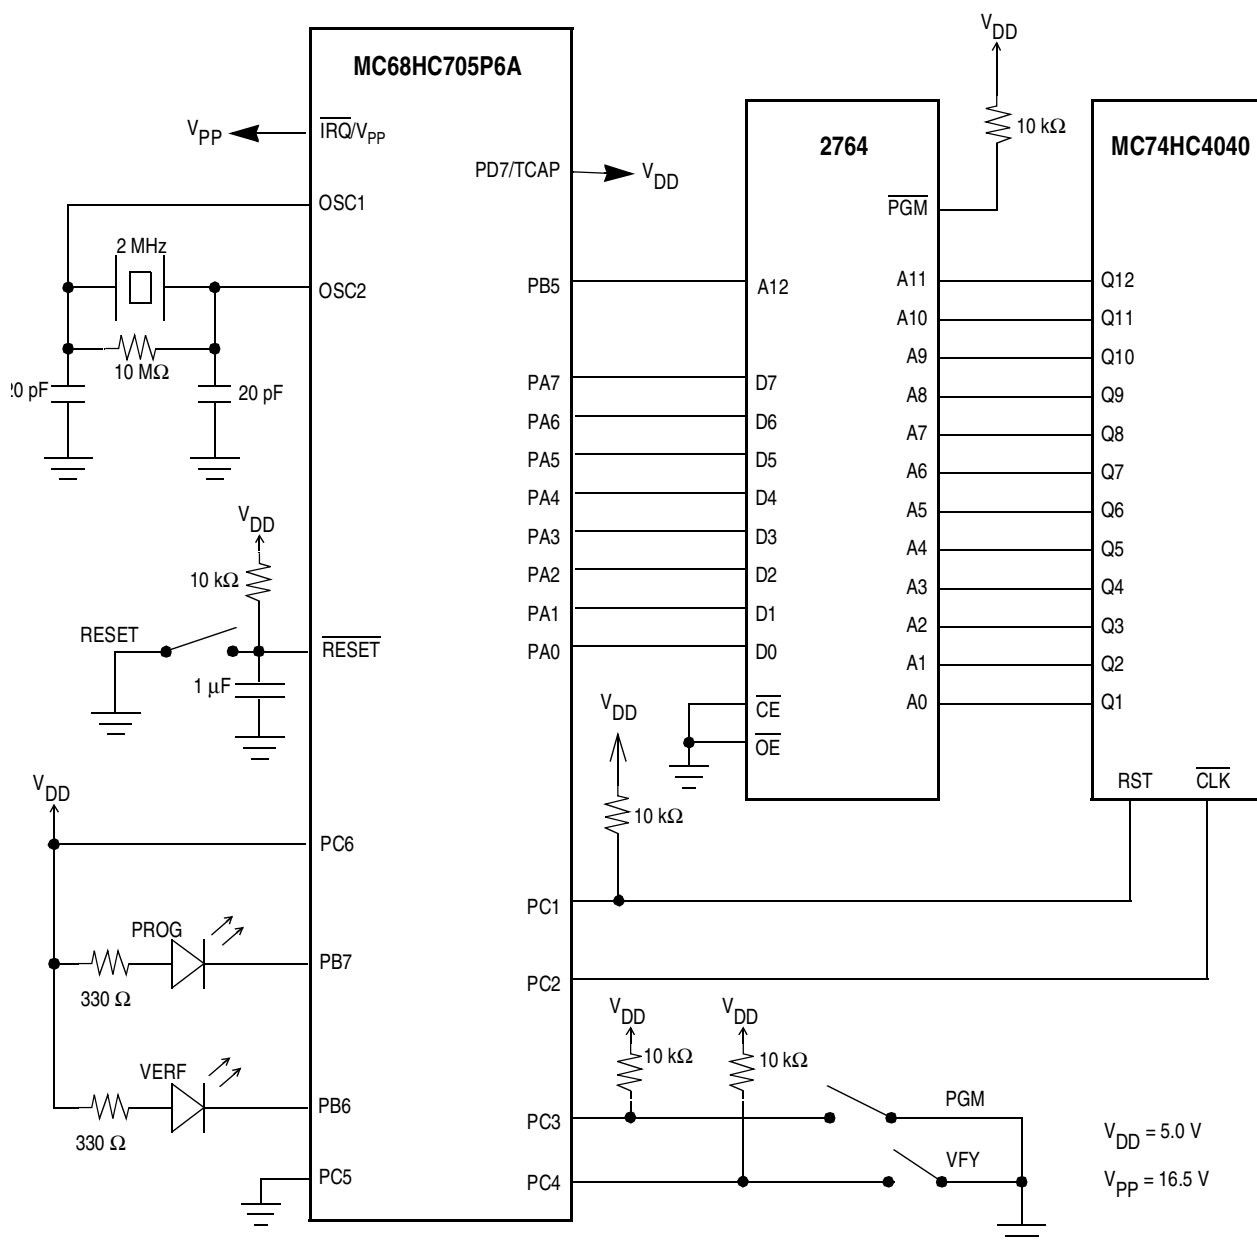 MC68HC705P6A
IRQ/VPP
VPP
OSC1
2 MHz
OSC2
10 MΩ
20 pF
VDD
10 kΩ
RESET
RESET
1 μF
VDD
PC6
PROG
PB7
330 Ω
VERF
PB6
330 Ω
PC5
PD7/TCAP
VDD
PB5
PA7
PA6
PA5
PA4
PA3
PA2
PA1
PA0
VDD
10 kΩ
PC1
PC2
VDD
VDD
10 kΩ
10 kΩ
PC3
PGM
PC4
VFY
2764
PGM
VDD
10 kΩ
A12
D7
D6
D5
D4
D3
D2
D1
D0
CE
OE
A11
A10
A9
A8
A7
A6
A5
A4
A3
A2
A1
A0
MC74HC4040
Q12
Q11
Q10
Q9
Q8
Q7
Q6
Q5
Q4
Q3
Q2
Q1
RST
CLK
VDD = 5.0 V
VPP = 16.5 V